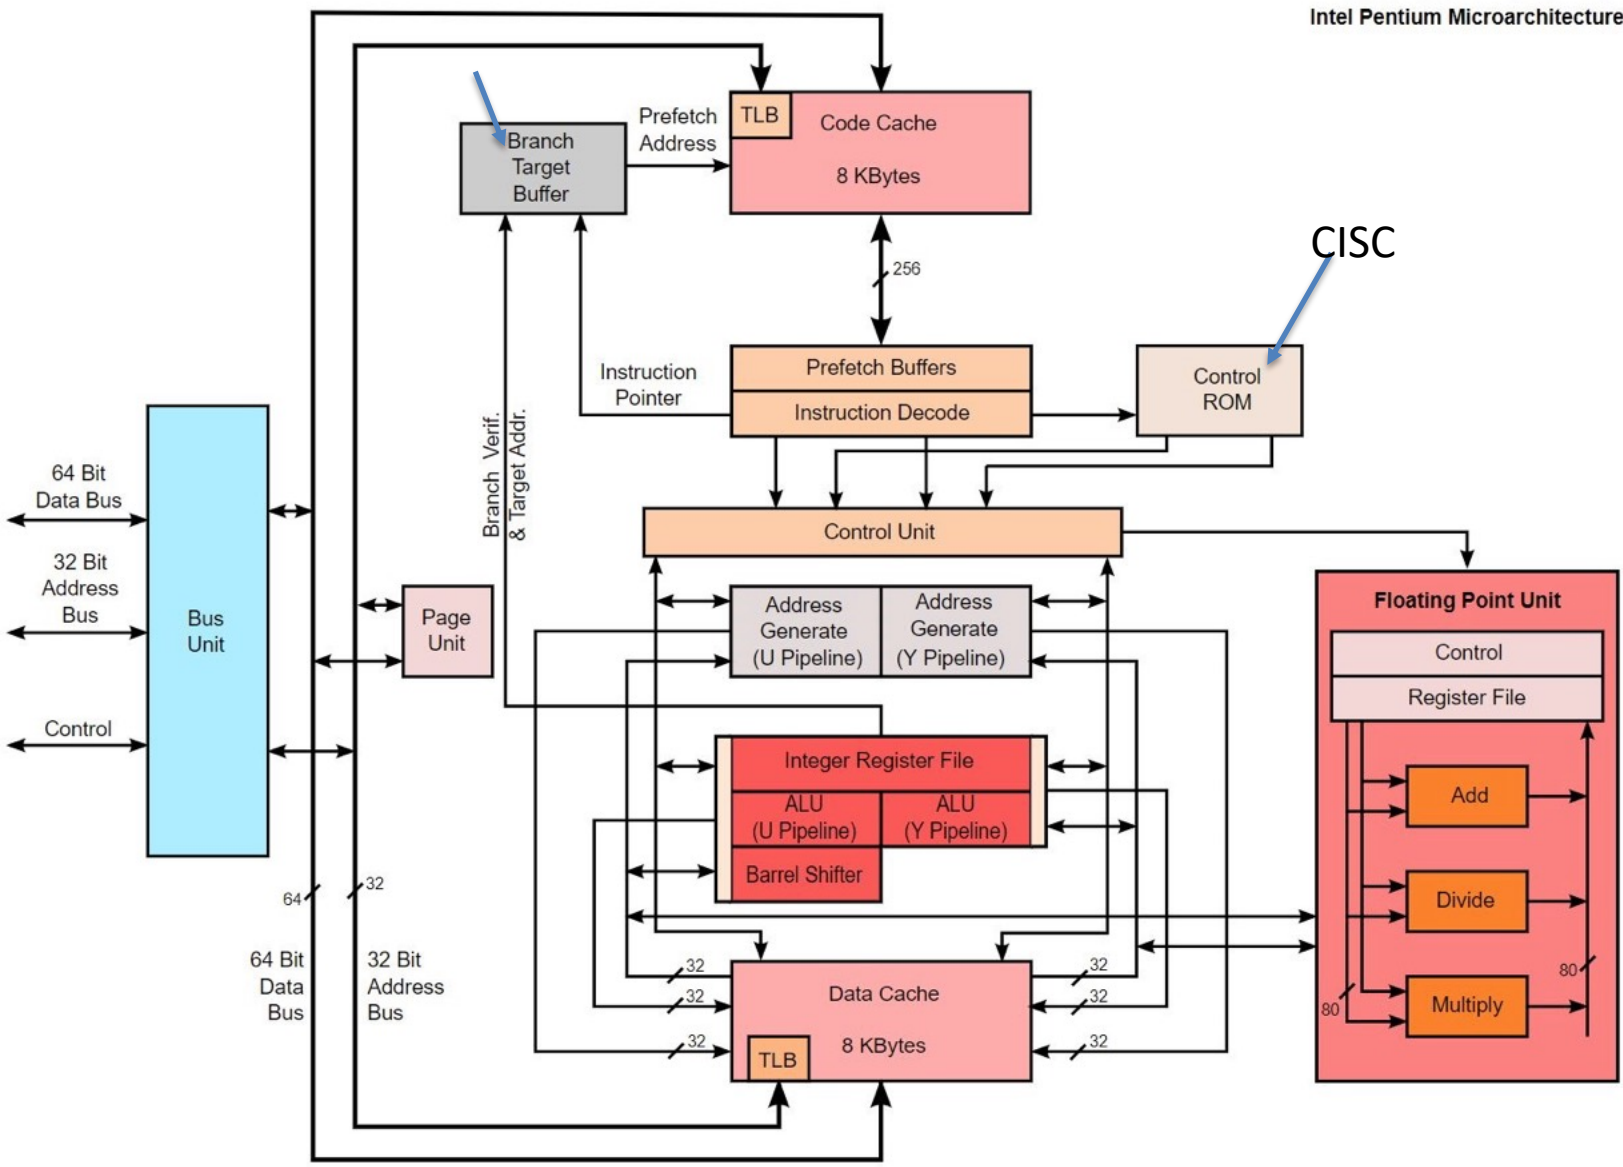 Intel Pentium Microarchitecture
TLB
Code Cache
8 KBytes
Prefetch
Address
Branch
Target
Buffer
CISC
256
Prefetch Buffers
Instruction Decode
Instruction
Pointer
Control
ROM
Branch Verif.
& Target Addr.
64 Bit
Data Bus
32 Bit
Address
Bus
Control
Bus
Unit
Page
Unit
Control Unit
Address
Generate
(U Pipeline)
Address
Generate
(Y Pipeline)
Integer Register File
ALU
(U Pipeline)
ALU
(Y Pipeline)
Barrel Shifter
Floating Point Unit
Control
Register File
Add
Divide
Multiply
80
80
64
32
64 Bit
Data
Bus
32 Bit
Address
Bus
32
32
32
32
32
32
Data Cache
8 KBytes
TLB